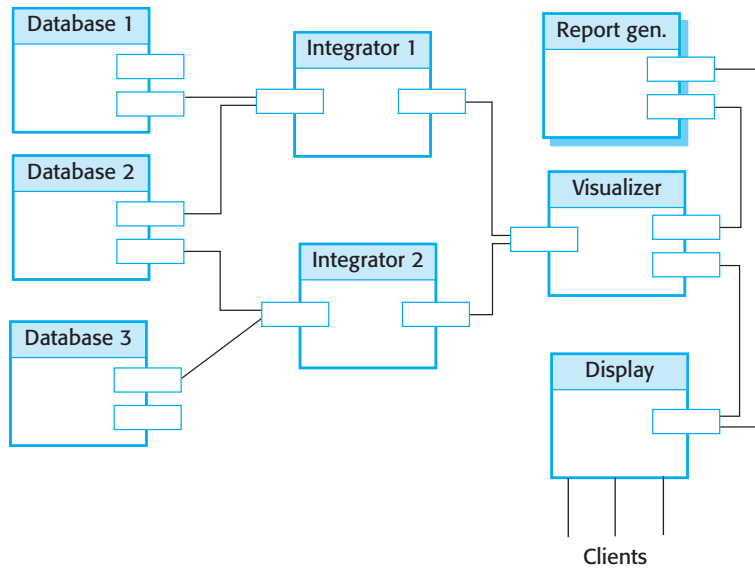 Database 1
Integrator 1
Report gen.
Database 2
Visualizer
Integrator 2
Database 3
Display
Clients